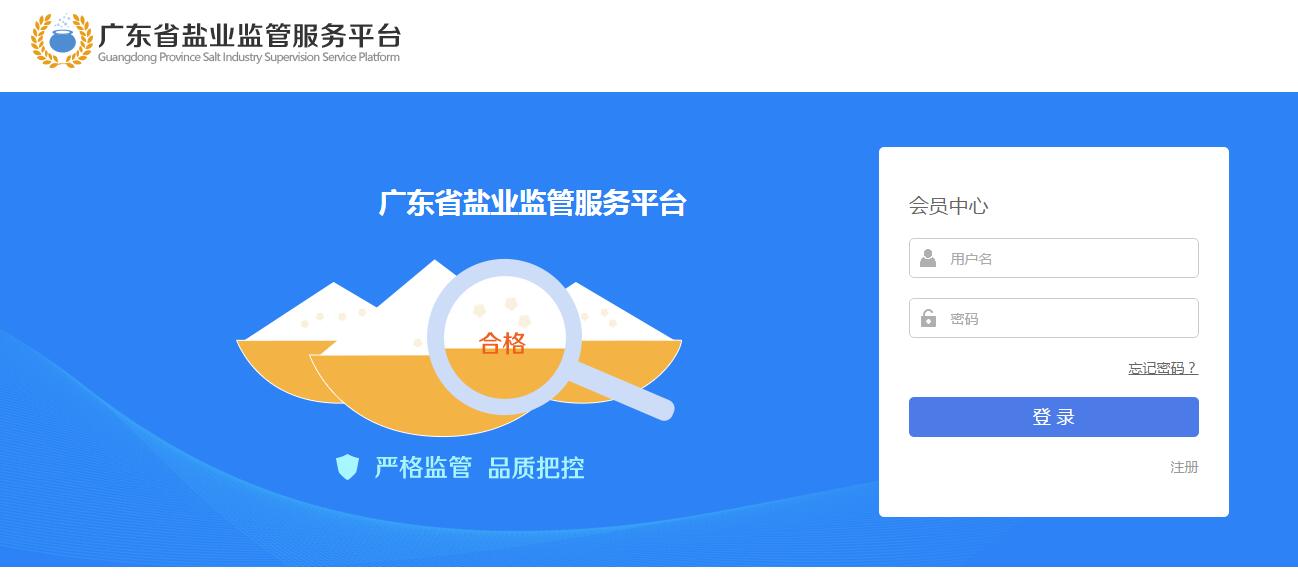 广东省盐业监管服务平台
Guangdong Province Salt Industry Supervision Service Platform
广东省盐业监管服务平台
合格
严格监管 品质把控
会员中心
用户名
密码
忘记密码？
登 录
注册